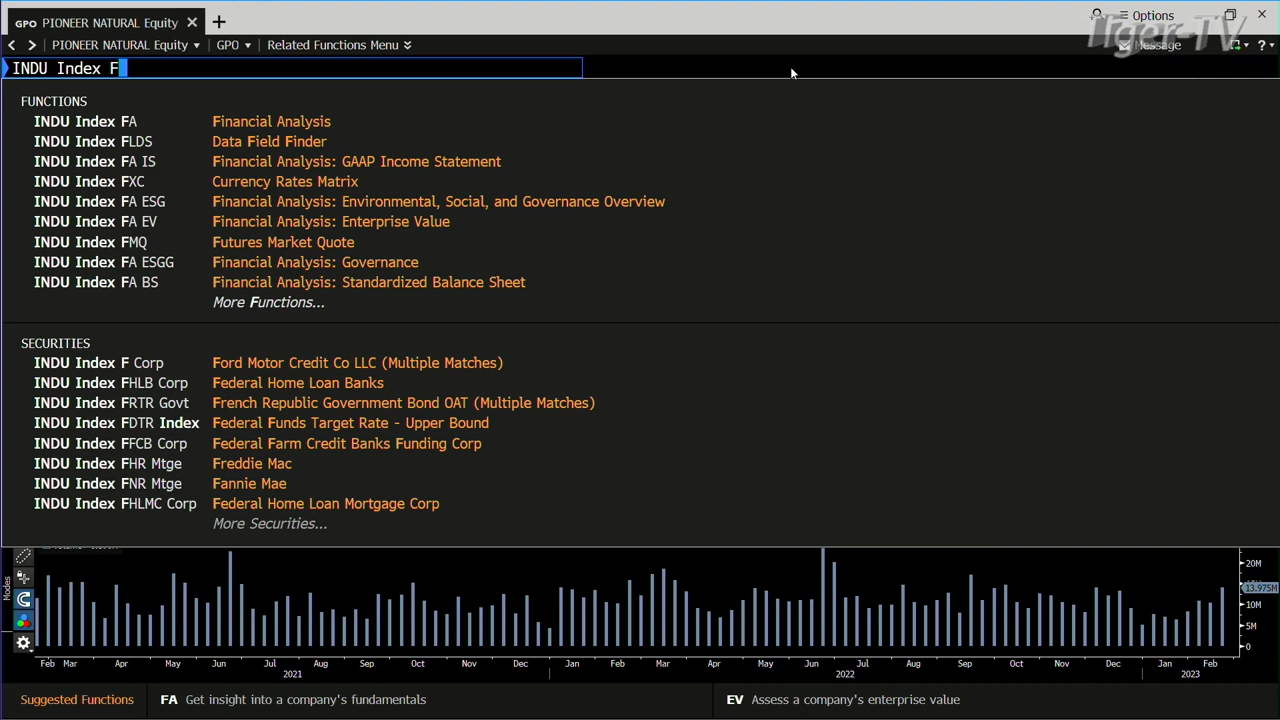 GPO PIONEER NATURAL Equity
Options
PIONEER NATURAL Equity GPO Related Functions Menu
Message ?
Tiger-TV
INDU Index F
FUNCTIONS
INDU Index FA Financial Analysis
INDU Index FLDS Data Field Finder
INDU Index FA IS Financial Analysis: GAAP Income Statement
INDU Index FXC Currency Rates Matrix
INDU Index FA ESG Financial Analysis: Environmental, Social, and Governance Overview
INDU Index FA EV Financial Analysis: Enterprise Value
INDU Index FMQ Futures Market Quote
INDU Index FA ESGG Financial Analysis: Governance
INDU Index FA BS Financial Analysis: Standardized Balance Sheet
More Functions...
SECURITIES
INDU Index F Corp Ford Motor Credit Co LLC (Multiple Matches)
INDU Index FHLB Corp Federal Home Loan Banks
INDU Index FRTR Govt French Republic Government Bond OAT (Multiple Matches)
INDU Index FDTR Index Federal Funds Target Rate - Upper Bound
INDU Index FFCB Corp Federal Farm Credit Banks Funding Corp
INDU Index FHR Mtge Freddie Mac
INDU Index FNR Mtge Fannie Mae
INDU Index FHLMC Corp Federal Home Loan Mortgage Corp
More Securities...
20M
13.975M
10M
5M
0
Modes
Feb Mar Apr May Jun Jul Aug Sep Oct Nov Dec Jan Feb Mar Apr May Jun Jul Aug Sep Oct Nov Dec Jan Feb
2021 2022 2023
Suggested Functions FA Get insight into a company's fundamentals EV Assess a company's enterprise value